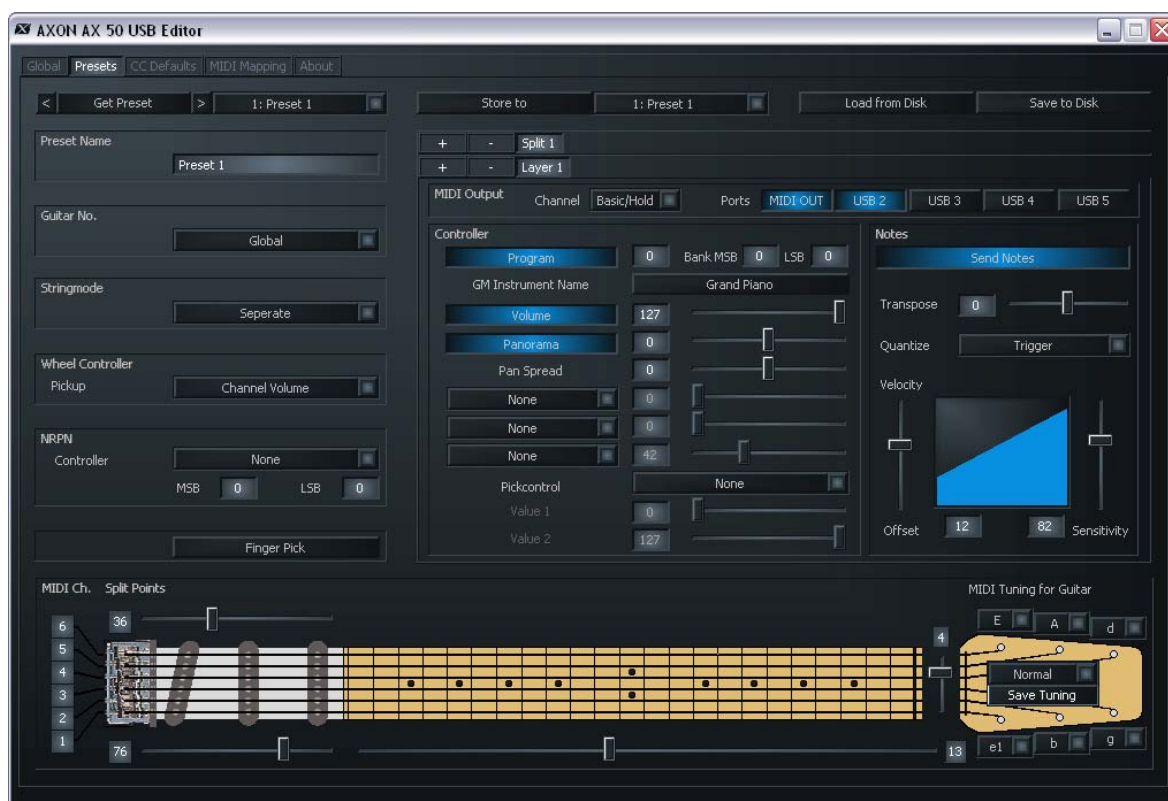 AXON AX 50 USB Editor
Global Presets CC Defaults MIDI Mapping About
< Get Preset > 1: Preset 1
Store to 1: Preset 1 Load from Disk Save to Disk
Preset Name
Preset 1
Guitar No.
Global
Stringmode
Seperate
Wheel Controller
Pickup Channel Volume
NRPN
Controller None
MSB 0 LSB 0
Finger Pick
+ - Split 1
+ - Layer 1
MIDI Output Channel Basic/Hold Ports MIDI OUT USB 2 USB 3 USB 4 USB 5
Controller
Program 0 Bank MSB 0 LSB 0
GM Instrument Name Grand Piano
Volume 127
Panorama 0
Pan Spread 0
None 0
None 0
None 42
Pickcontrol None
Value 1 0
Value 2 127
Notes
Send Notes
Transpose 0
Quantize Trigger
Velocity
Offset 12 82 Sensitivity
MIDI Ch. Split Points
36
6
5
4
3
2
1
76
4
13
MIDI Tuning for Guitar
E A d
Normal
Save Tuning
e1 b g